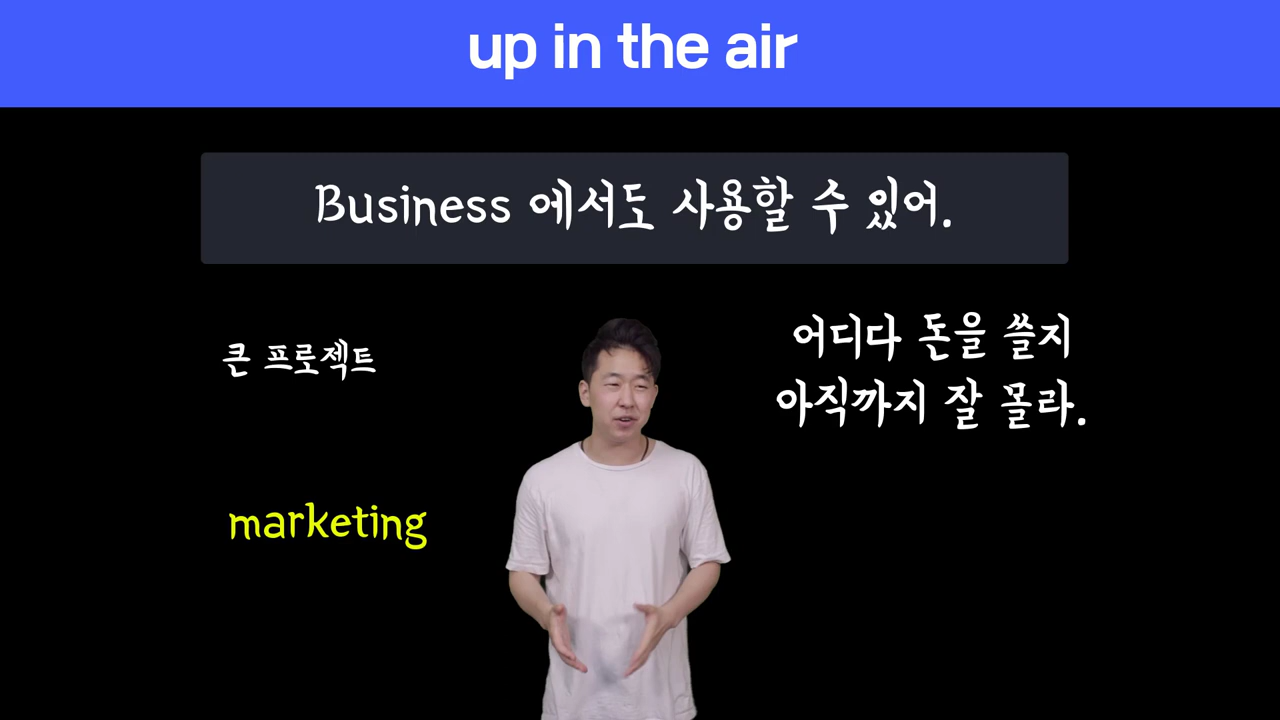 up in the air
Business 에서도 사용할 수 있어.
큰 프로젝트
어디다 돈을 쓸지
아직까지 잘 몰라.
marketing